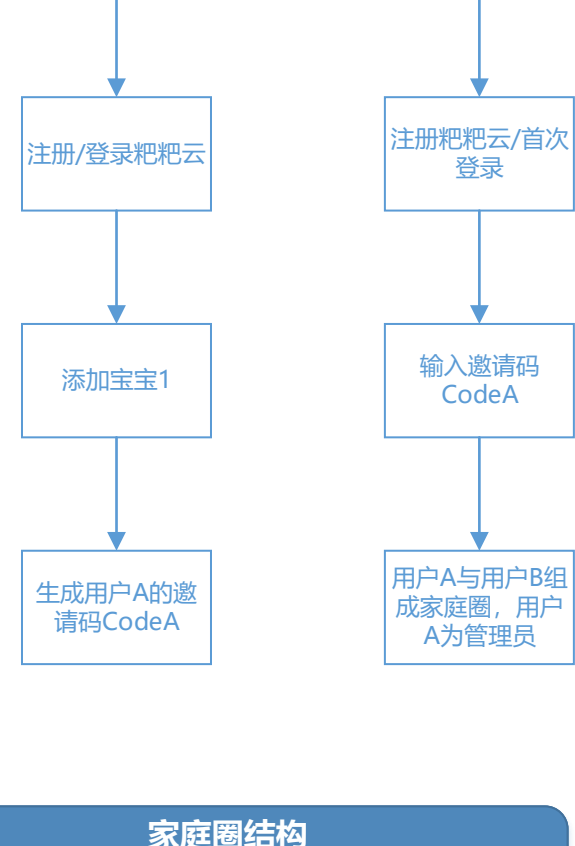 注册/登录粑粑云
注册粑粑云/首次
登录
添加宝宝1
输入邀请码
CodeA
生成用户A的邀
请码CodeA
用户A与用户B组
成家庭圈，用户
A为管理员
家庭圈结构